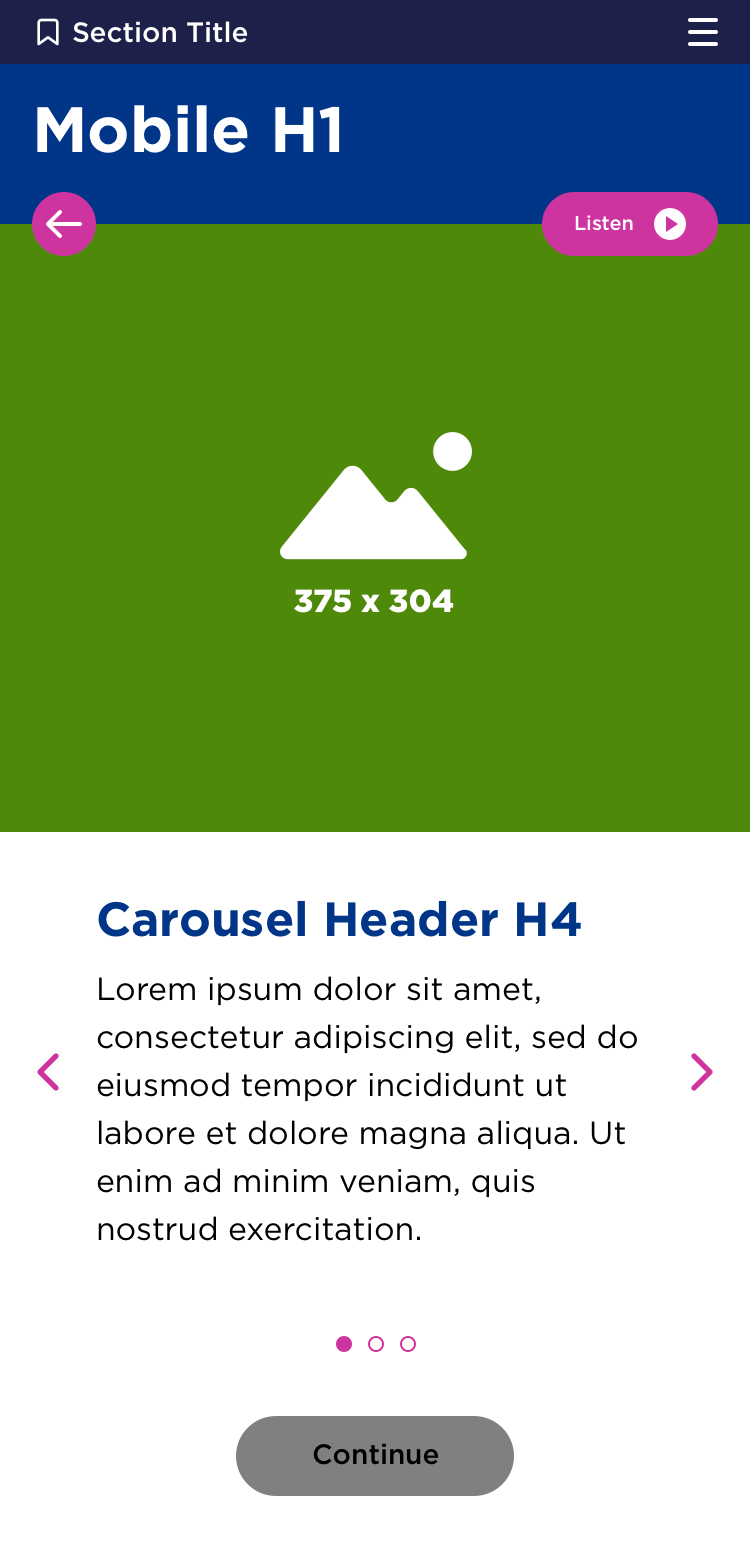 Section Title
Mobile H1
Listen
375 x 304
Carousel Header H4
Lorem ipsum dolor sit amet,
consectetur adipiscing elit, sed do
eiusmod tempor incididunt ut
labore et dolore magna aliqua. Ut
enim ad minim veniam, quis
nostrud exercitation.
Continue